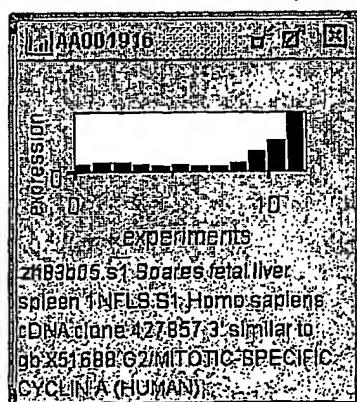 AA001916
expression
0
0 10
experiments
zh83b05.s1 Soares fetal liver
spleen 1NFLS S1 Homo sapiens
cDNA clone 427857 3' similar to
gb:X51688 G2/MITOTIC-SPECIFIC
CYCLIN A (HUMAN);